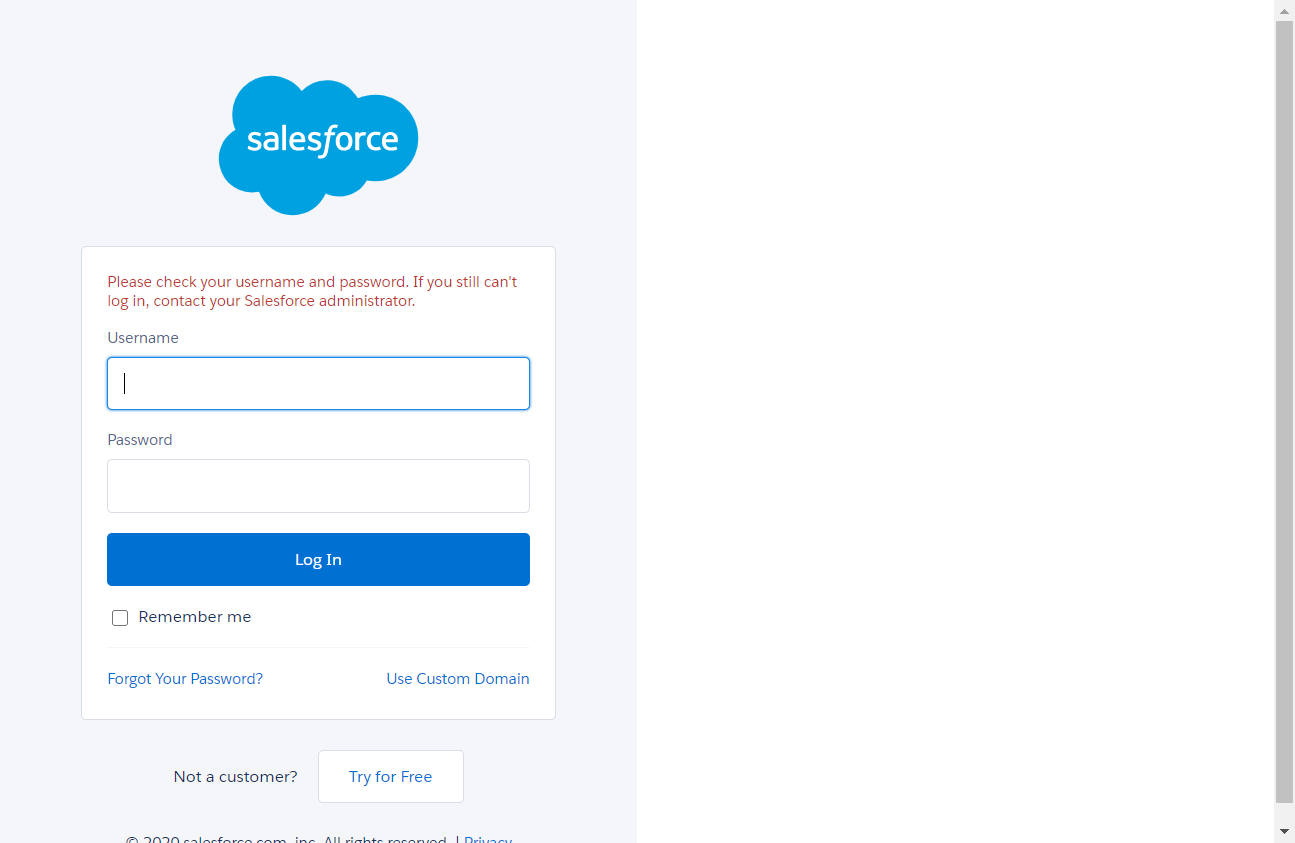 salesforce
Please check your username and password. If you still can't
log in, contact your Salesforce administrator.
Username
Password
Log In
Remember me
Forgot Your Password? Use Custom Domain
Not a customer? Try for Free
© 2020 salesforce.com, inc. All rights reserved. | Privacy